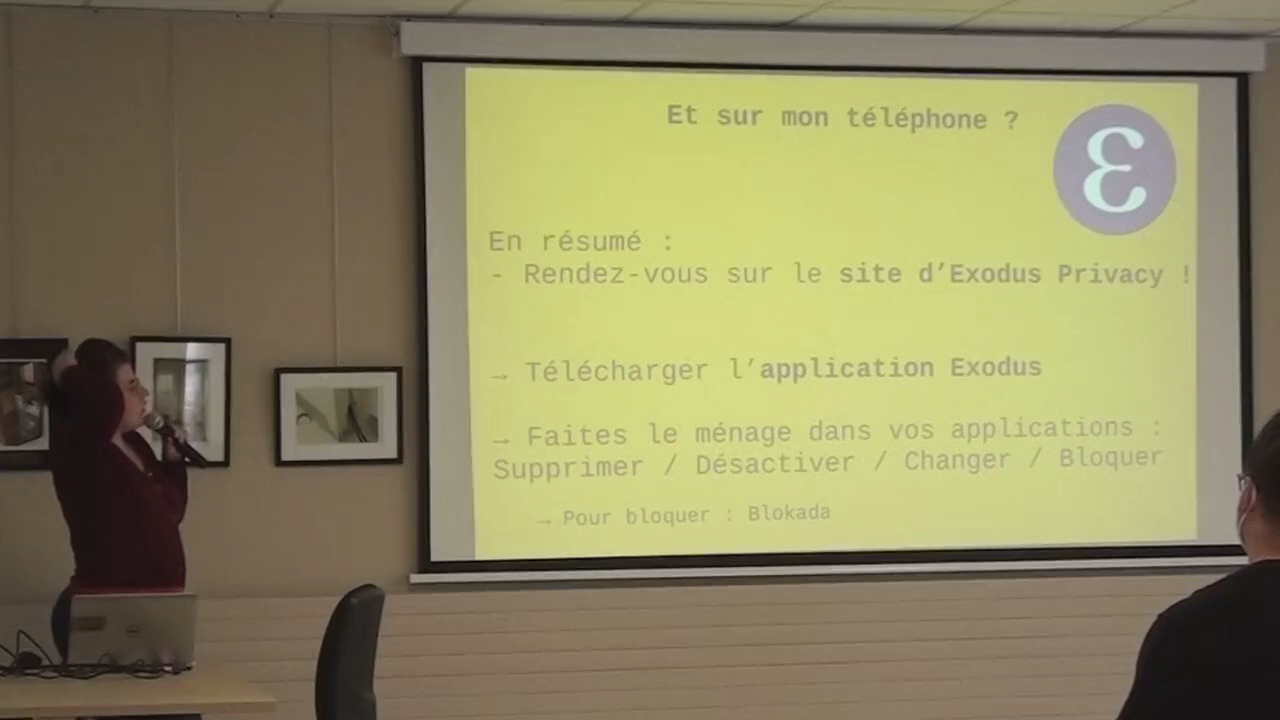 Et sur mon téléphone ?
ε
En résumé :
- Rendez-vous sur le site d’Exodus Privacy !
→ Télécharger l’application Exodus
→ Faites le ménage dans vos applications :
Supprimer / Désactiver / Changer / Bloquer
→ Pour bloquer : Blokada